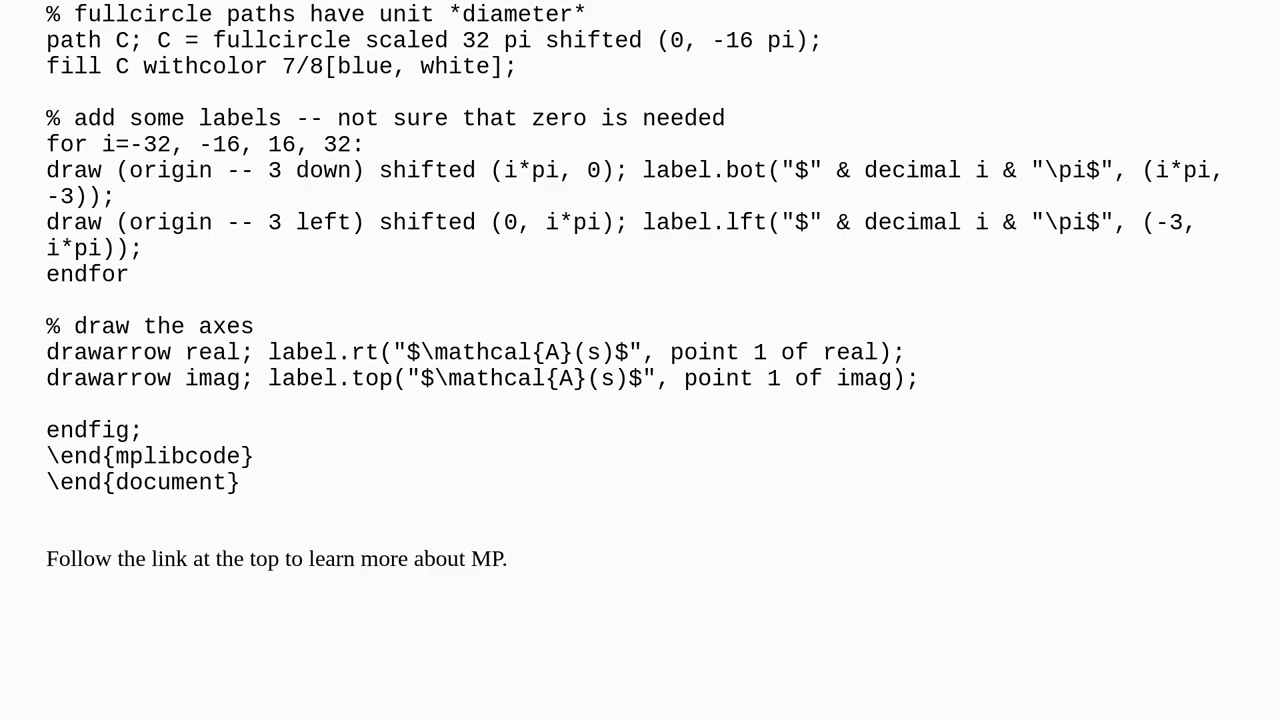 % fullcircle paths have unit *diameter*
path C; C = fullcircle scaled 32 pi shifted (0, -16 pi);
fill C withcolor 7/8[blue, white];
% add some labels -- not sure that zero is needed
for i=-32, -16, 16, 32:
draw (origin -- 3 down) shifted (i*pi, 0); label.bot("$" & decimal i & "\pi$", (i*pi,
-3));
draw (origin -- 3 left) shifted (0, i*pi); label.lft("$" & decimal i & "\pi$", (-3,
i*pi));
endfor
% draw the axes
drawarrow real; label.rt("$\mathcal{A}(s)$", point 1 of real);
drawarrow imag; label.top("$\mathcal{A}(s)$", point 1 of imag);
endfig;
\end{mplibcode}
\end{document}
Follow the link at the top to learn more about MP.